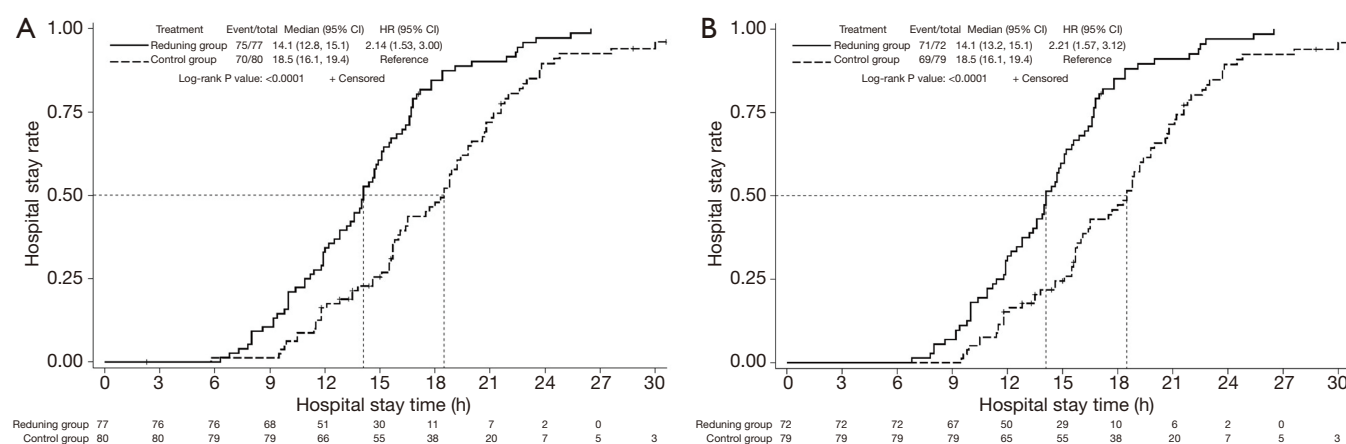 A
Treatment Event/total Median (95% CI) HR (95% CI)
Reduning group 75/77 14.1 (12.8, 15.1) 2.14 (1.53, 3.00)
Control group 70/80 18.5 (16.1, 19.4) Reference
Log-rank P value: <0.0001 + Censored
Hospital stay rate
1.00
0.75
0.50
0.25
0.00
0 3 6 9 12 15 18 21 24 27 30
Hospital stay time (h)
Reduning group 77 76 76 68 51 30 11 7 2 0
Control group 80 80 79 79 66 55 38 20 7 5 3
B
Treatment Event/total Median (95% CI) HR (95% CI)
Reduning group 71/72 14.1 (13.2, 15.1) 2.21 (1.57, 3.12)
Control group 69/79 18.5 (16.1, 19.4) Reference
Log-rank P value: <0.0001 + Censored
Hospital stay rate
1.00
0.75
0.50
0.25
0.00
0 3 6 9 12 15 18 21 24 27 30
Hospital stay time (h)
Reduning group 72 72 72 67 50 29 10 6 2 0
Control group 79 79 79 79 65 55 38 20 7 5 3